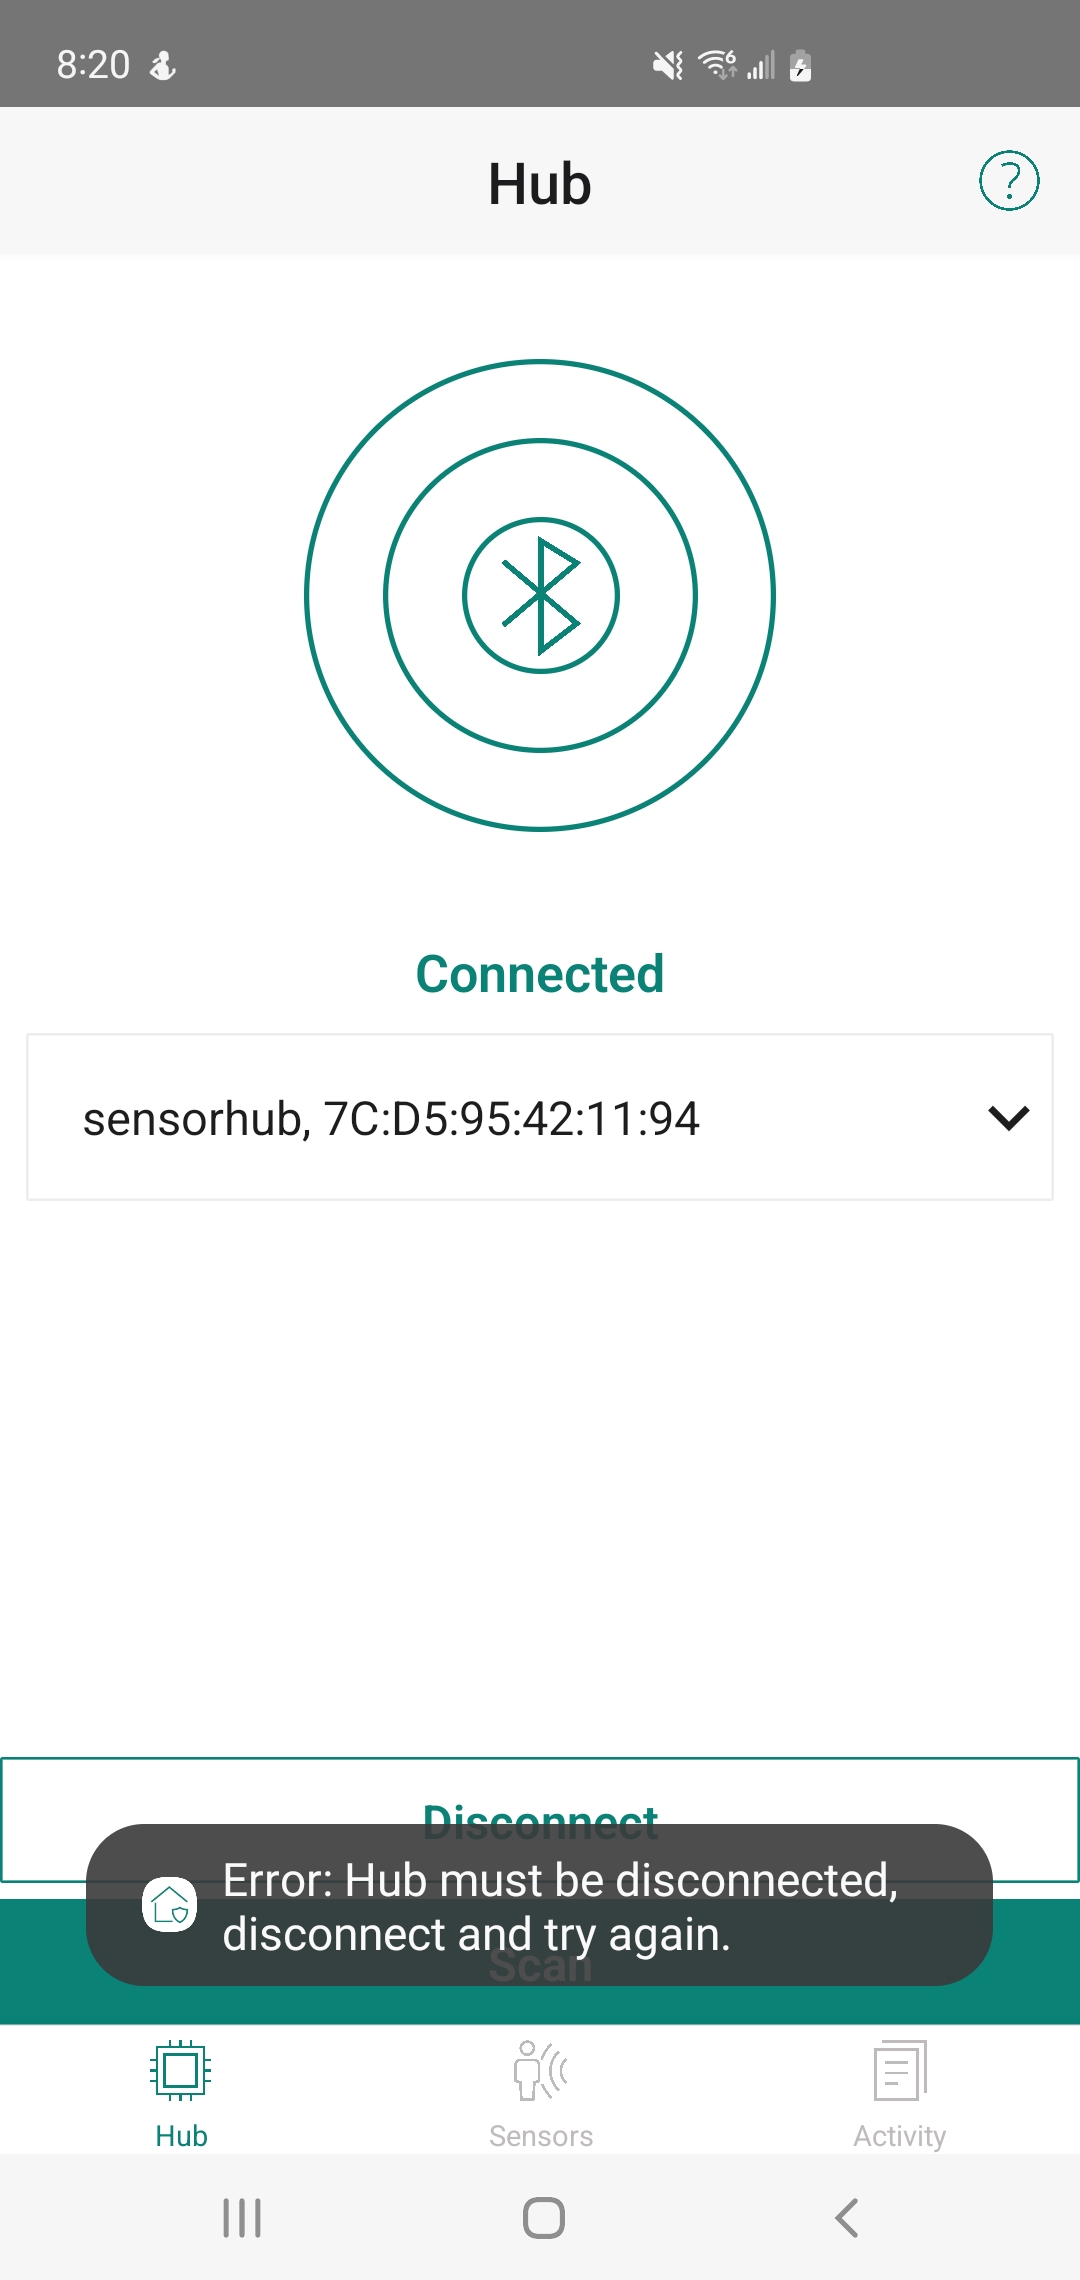 8:20
6
Hub
?
Connected
sensorhub, 7C:D5:95:42:11:94
Disconnect
Error: Hub must be disconnected,
disconnect and try again.
Scan
Hub
Sensors
Activity